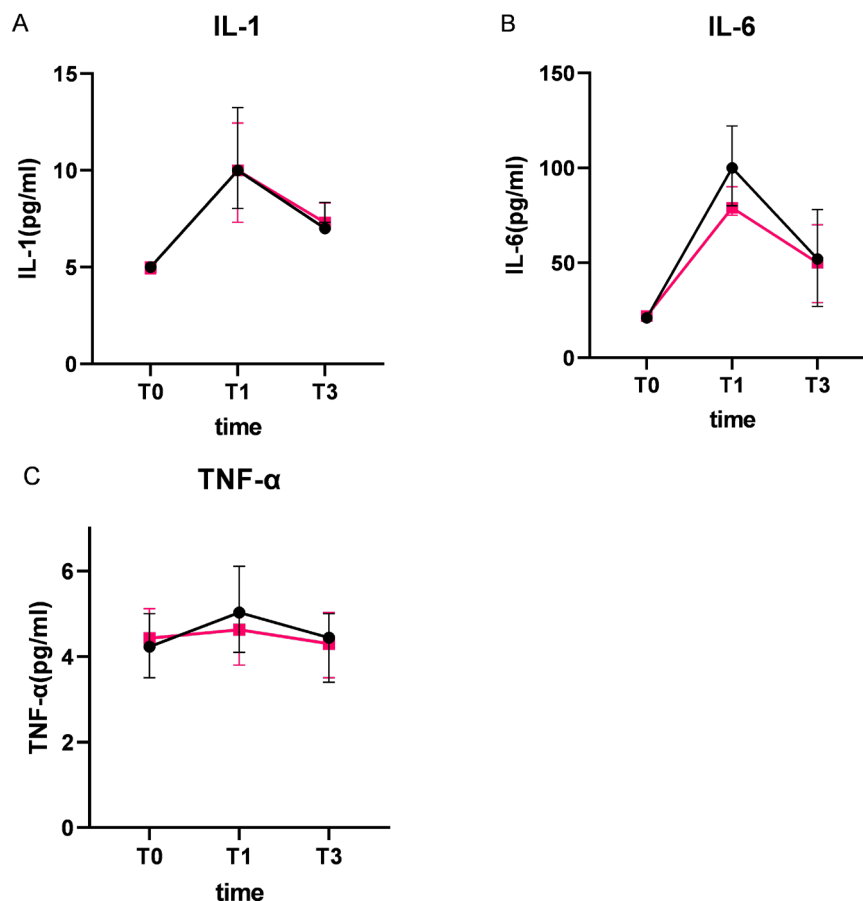 A
IL-1
IL-1(pg/ml)
15
10
5
0
T0 T1 T3
time
B
IL-6
IL-6(pg/ml)
150
100
50
0
T0 T1 T3
time
C
TNF-α
TNF-α(pg/ml)
6
4
2
0
T0 T1 T3
time